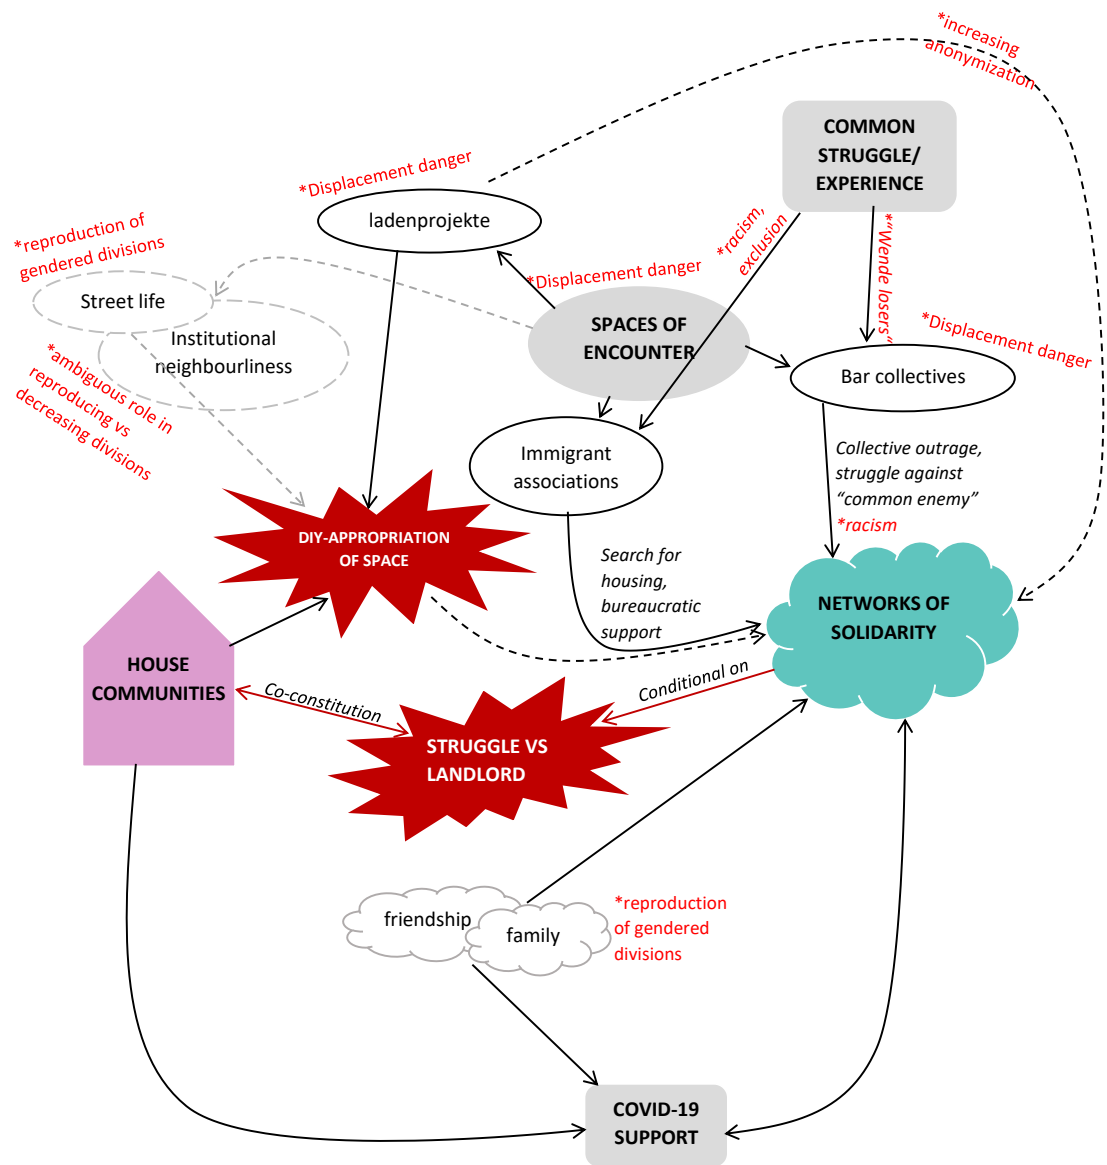 *increasing
anonymization
COMMON
STRUGGLE/
EXPERIENCE
*Displacement danger
ladenprojekte
*racism,
exclusion
*“Wende losers”
*reproduction of
gendered divisions
Street life
Institutional
neighbourliness
*ambiguous role in
reproducing vs
decreasing divisions
*Displacement danger
SPACES OF
ENCOUNTER
*Displacement danger
Bar collectives
Immigrant
associations
Collective outrage,
struggle against
“common enemy”
*racism
DIY-APPROPRIATION
OF SPACE
Search for
housing,
bureaucratic
support
NETWORKS OF
SOLIDARITY
HOUSE
COMMUNITIES
Co-constitution
Conditional on
STRUGGLE VS
LANDLORD
friendship
family
*reproduction
of gendered
divisions
COVID-19
SUPPORT